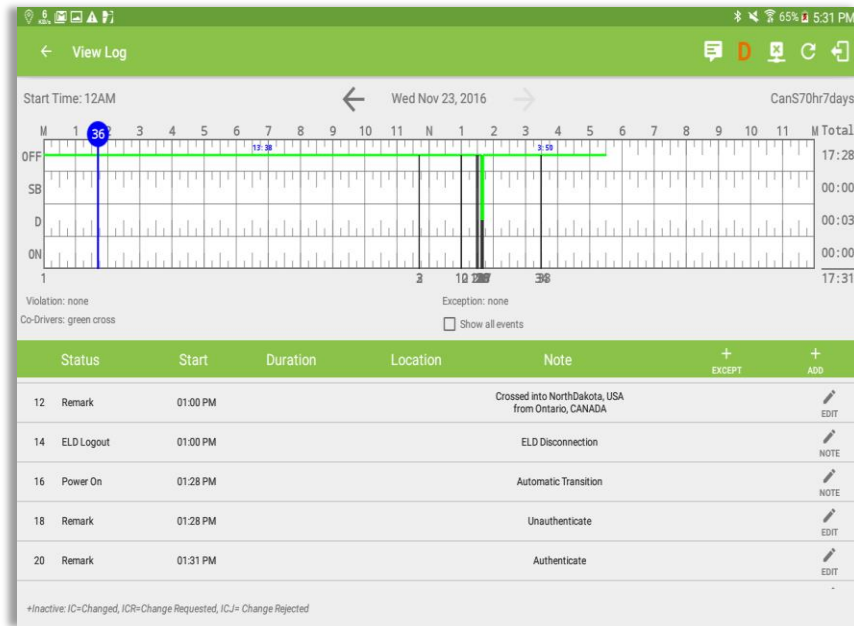 6 KB/s 65% 5:31 PM
View Log D
Start Time: 12AM Wed Nov 23, 2016 CanS70hr7days
M 1 2 3 4 5 6 7 8 9 10 11 N 1 2 3 4 5 6 7 8 9 10 11 M Total
36
13:38 3:50
OFF 17:28
SB 00:00
D 00:03
ON 00:00
1 17:31
Violation: none Exception: none
Co-Drivers: green cross Show all events
Status Start Duration Location Note + EXCEPT + ADD
12 Remark 01:00 PM Crossed into NorthDakota, USA
from Ontario, CANADA EDIT
14 ELD Logout 01:00 PM ELD Disconnection NOTE
16 Power On 01:28 PM Automatic Transition NOTE
18 Remark 01:28 PM Unauthenticate EDIT
20 Remark 01:31 PM Authenticate EDIT
+Inactive: IC=Changed, ICR=Change Requested, ICJ= Change Rejected